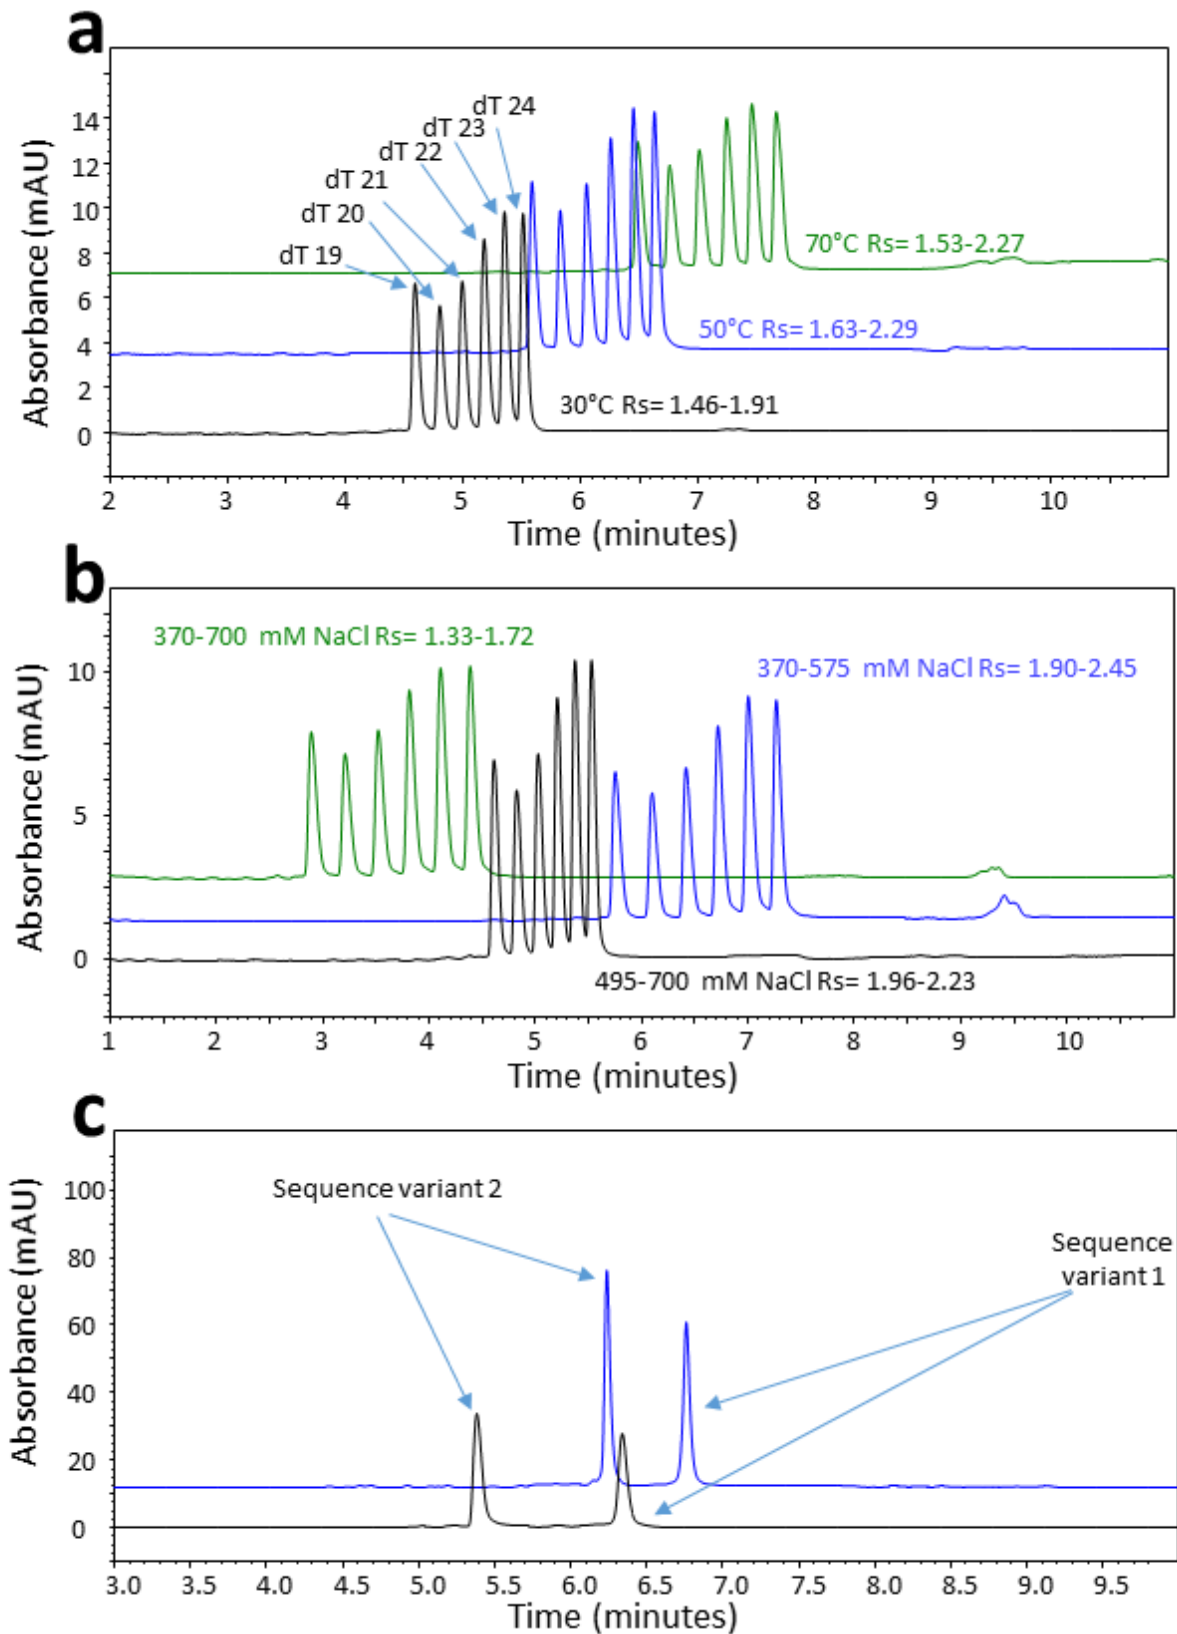 a
Absorbance (mAU)
14
12
10
8
6
4
2
0
dT 24
dT 23
dT 22
dT 21
dT 20
dT 19
70°C Rs= 1.53-2.27
50°C Rs= 1.63-2.29
30°C Rs= 1.46-1.91
2 3 4 5 6 7 8 9 10
Time (minutes)
b
Absorbance (mAU)
10
5
0
370-700 mM NaCl Rs= 1.33-1.72
370-575 mM NaCl Rs= 1.90-2.45
495-700 mM NaCl Rs= 1.96-2.23
1 2 3 4 5 6 7 8 9 10
Time (minutes)
c
Absorbance (mAU)
100
80
60
40
20
0
Sequence variant 2
Sequence
variant 1
3.0 3.5 4.0 4.5 5.0 5.5 6.0 6.5 7.0 7.5 8.0 8.5 9.0 9.5
Time (minutes)